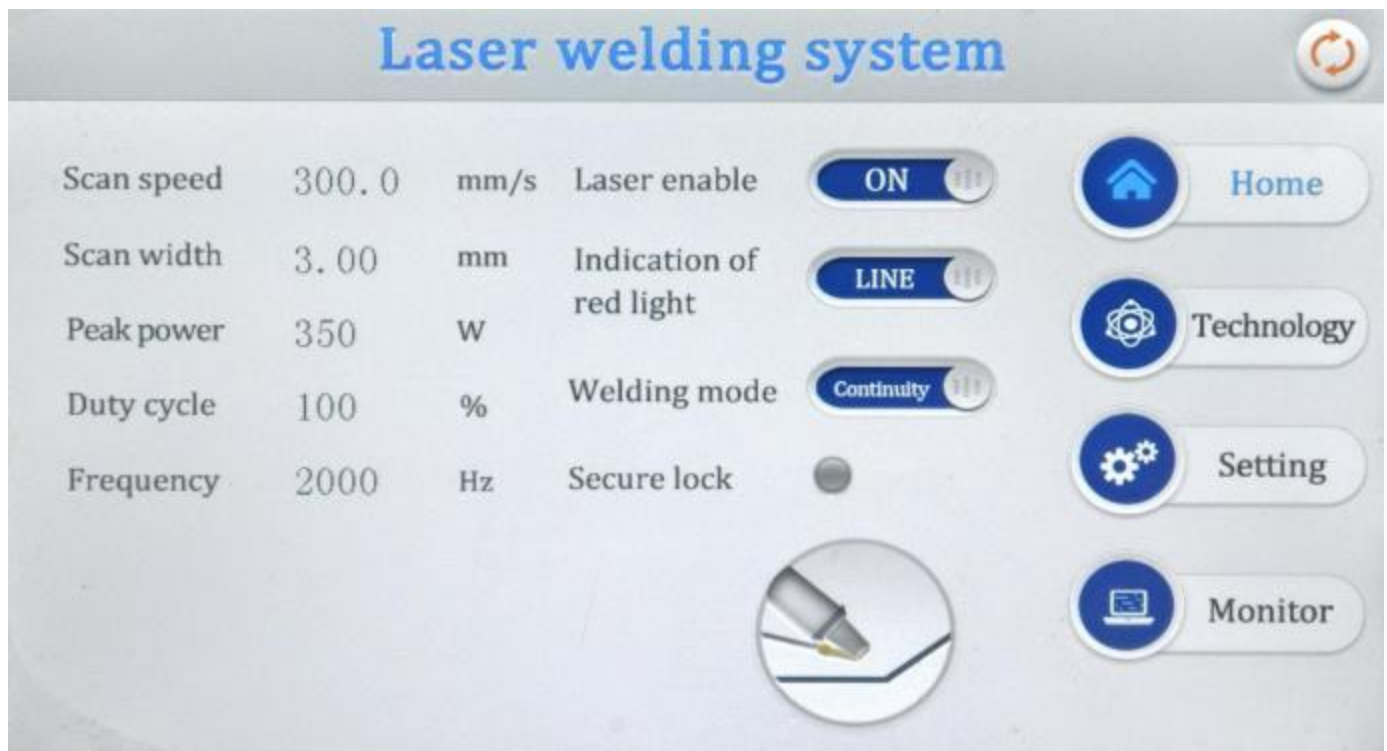 Laser welding system
Scan speed 300.0 mm/s Laser enable ON Home
Scan width 3.00 mm Indication of red light LINE
Peak power 350 W Technology
Duty cycle 100 % Welding mode Continuity
Frequency 2000 Hz Secure lock Setting
Monitor